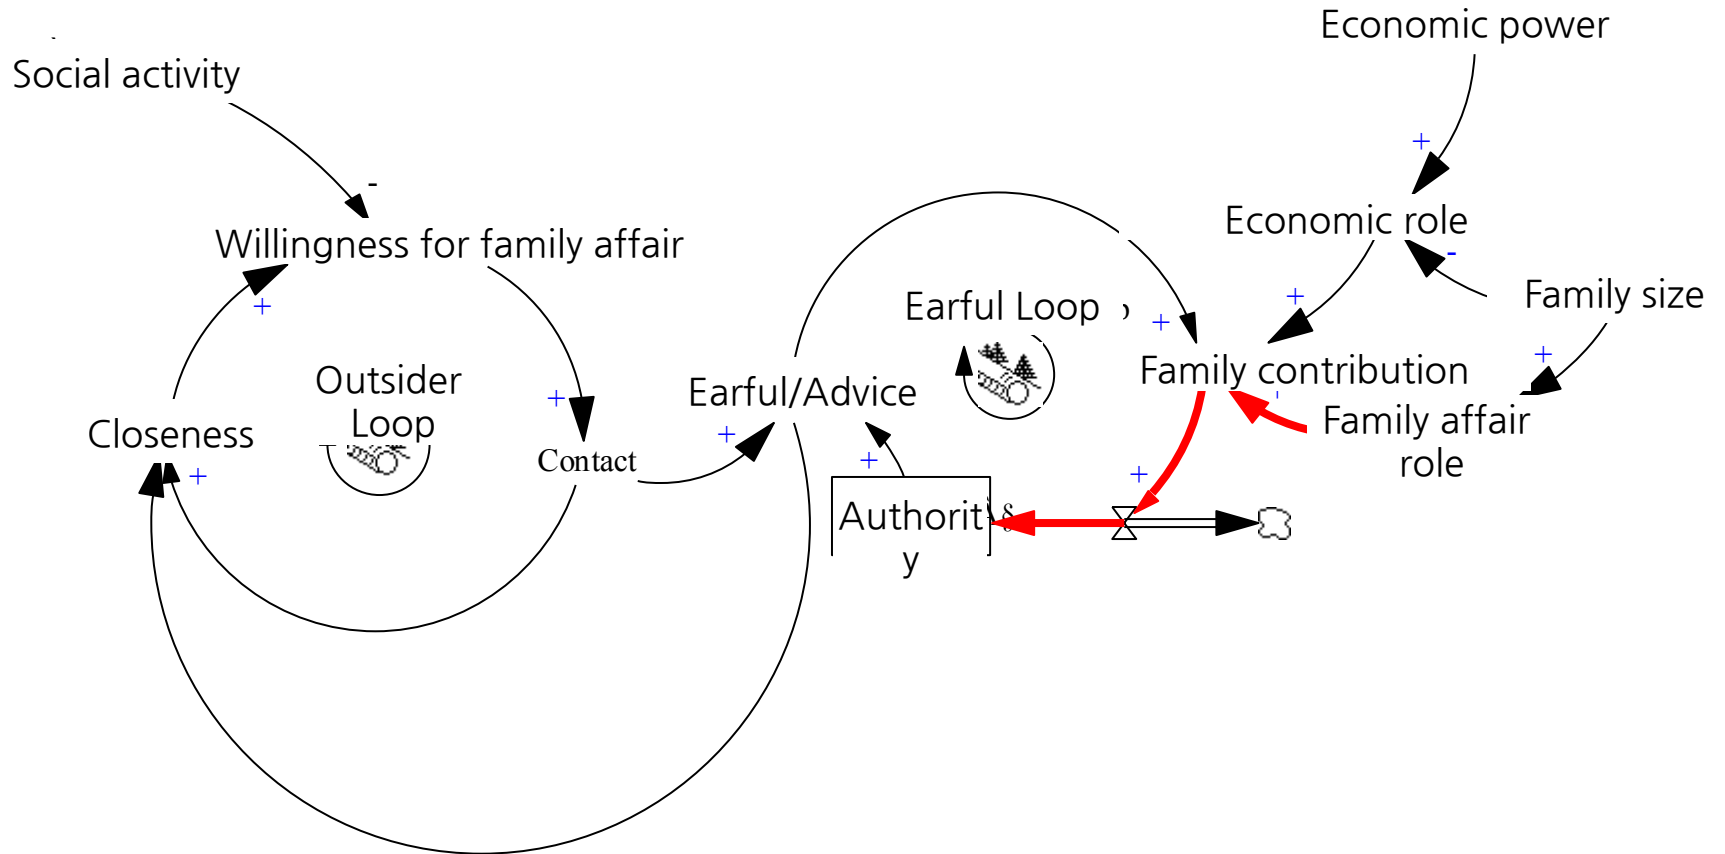 Economic power
Social activity
+
-
Economic role
Willingness for family affair
-
+
+
Family size
Earful Loop
+
+
Family contribution
Outsider
Loop
+
Earful/Advice
Family affair
role
Closeness
+
Contact
+
+
+
Authorit
y